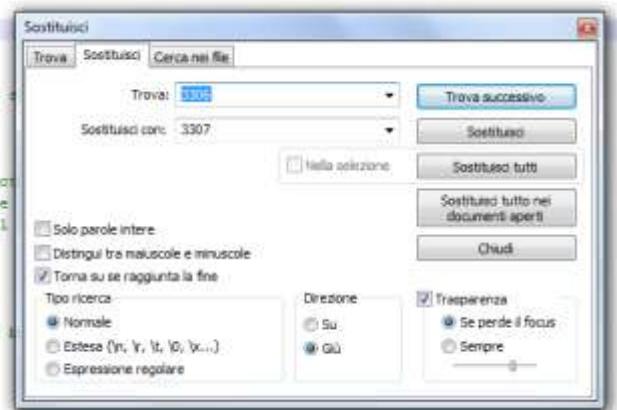 Sostituisci
Trova Sostituisci Cerca nei file
Trova: 3306
Trova successivo
Sostituisci con: 3307
Sostituisci
Nella selezione
Sostituisci tutti
Sostituisci tutto nei
documenti aperti
Solo parole intere
Distingui tra maiuscole e minuscole
Chiudi
Torna su se raggiunta la fine
Tipo ricerca
Normale
Estesa (\n, \r, \t, \0, \x...)
Espressione regolare
Direzione
Su
Giù
Trasparenza
Se perde il focus
Sempre